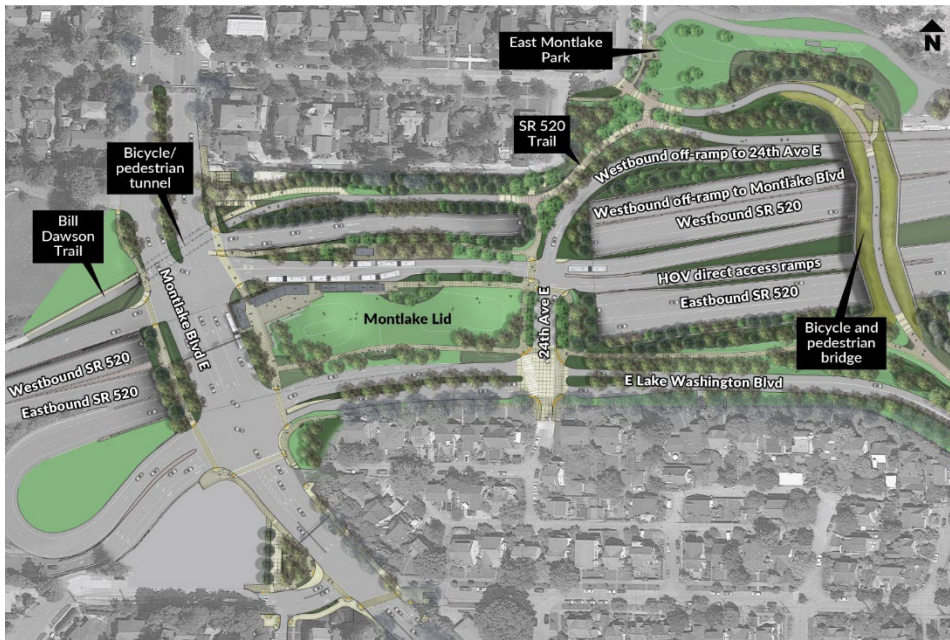 East Montlake
Park
N
SR 520
Trail
Bicycle/
pedestrian
tunnel
Westbound off-ramp to 24th Ave E
Westbound off-ramp to Montlake Blvd
Westbound SR 520
Bill
Dawson
Trail
HOV direct access ramps
Eastbound SR 520
Montlake Blvd E
Montlake Lid
24th Ave E
Bicycle and
pedestrian
bridge
Westbound SR 520
Eastbound SR 520
E Lake Washington Blvd